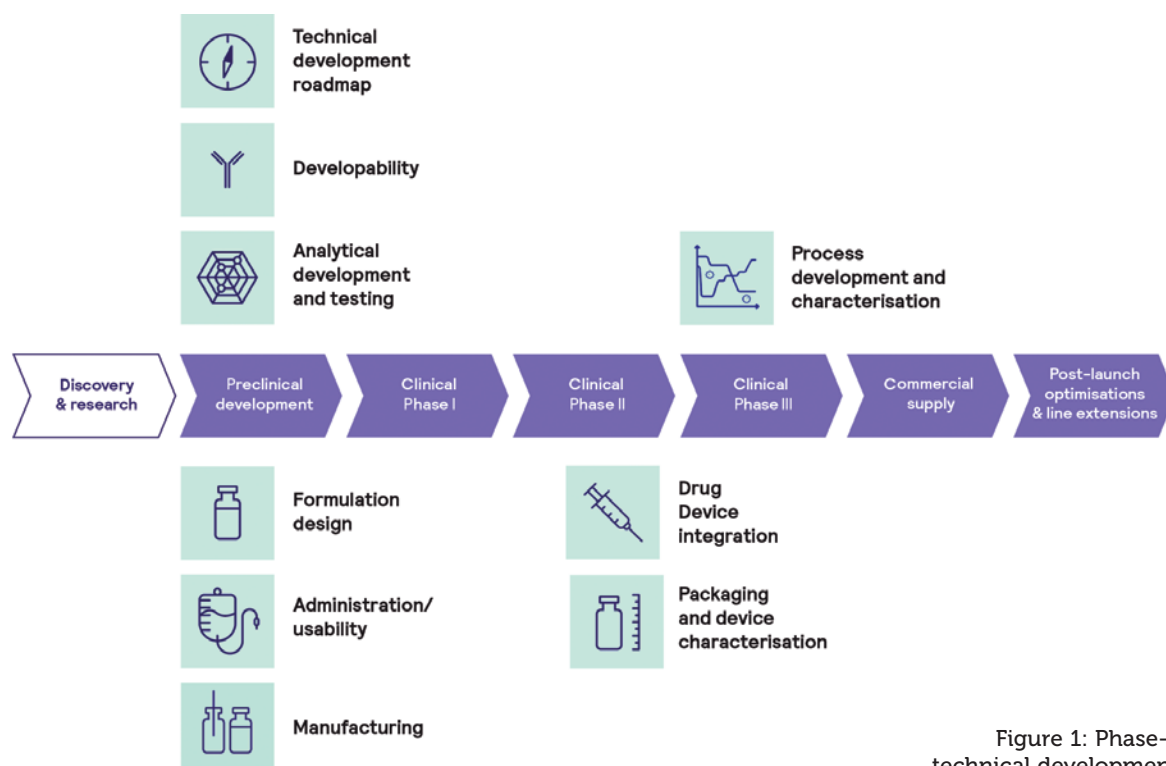 Technical
development
roadmap
Developability
Analytical
development
and testing
Process
development and
characterisation
Discovery
& research
Preclinical
development
Clinical
Phase I
Clinical
Phase II
Clinical
Phase III
Commercial
supply
Post-launch
optimisations
& line extensions
Formulation
design
Drug
Device
integration
Administration/
usability
Packaging
and device
characterisation
Manufacturing
Figure 1: Phase-
technical developmen